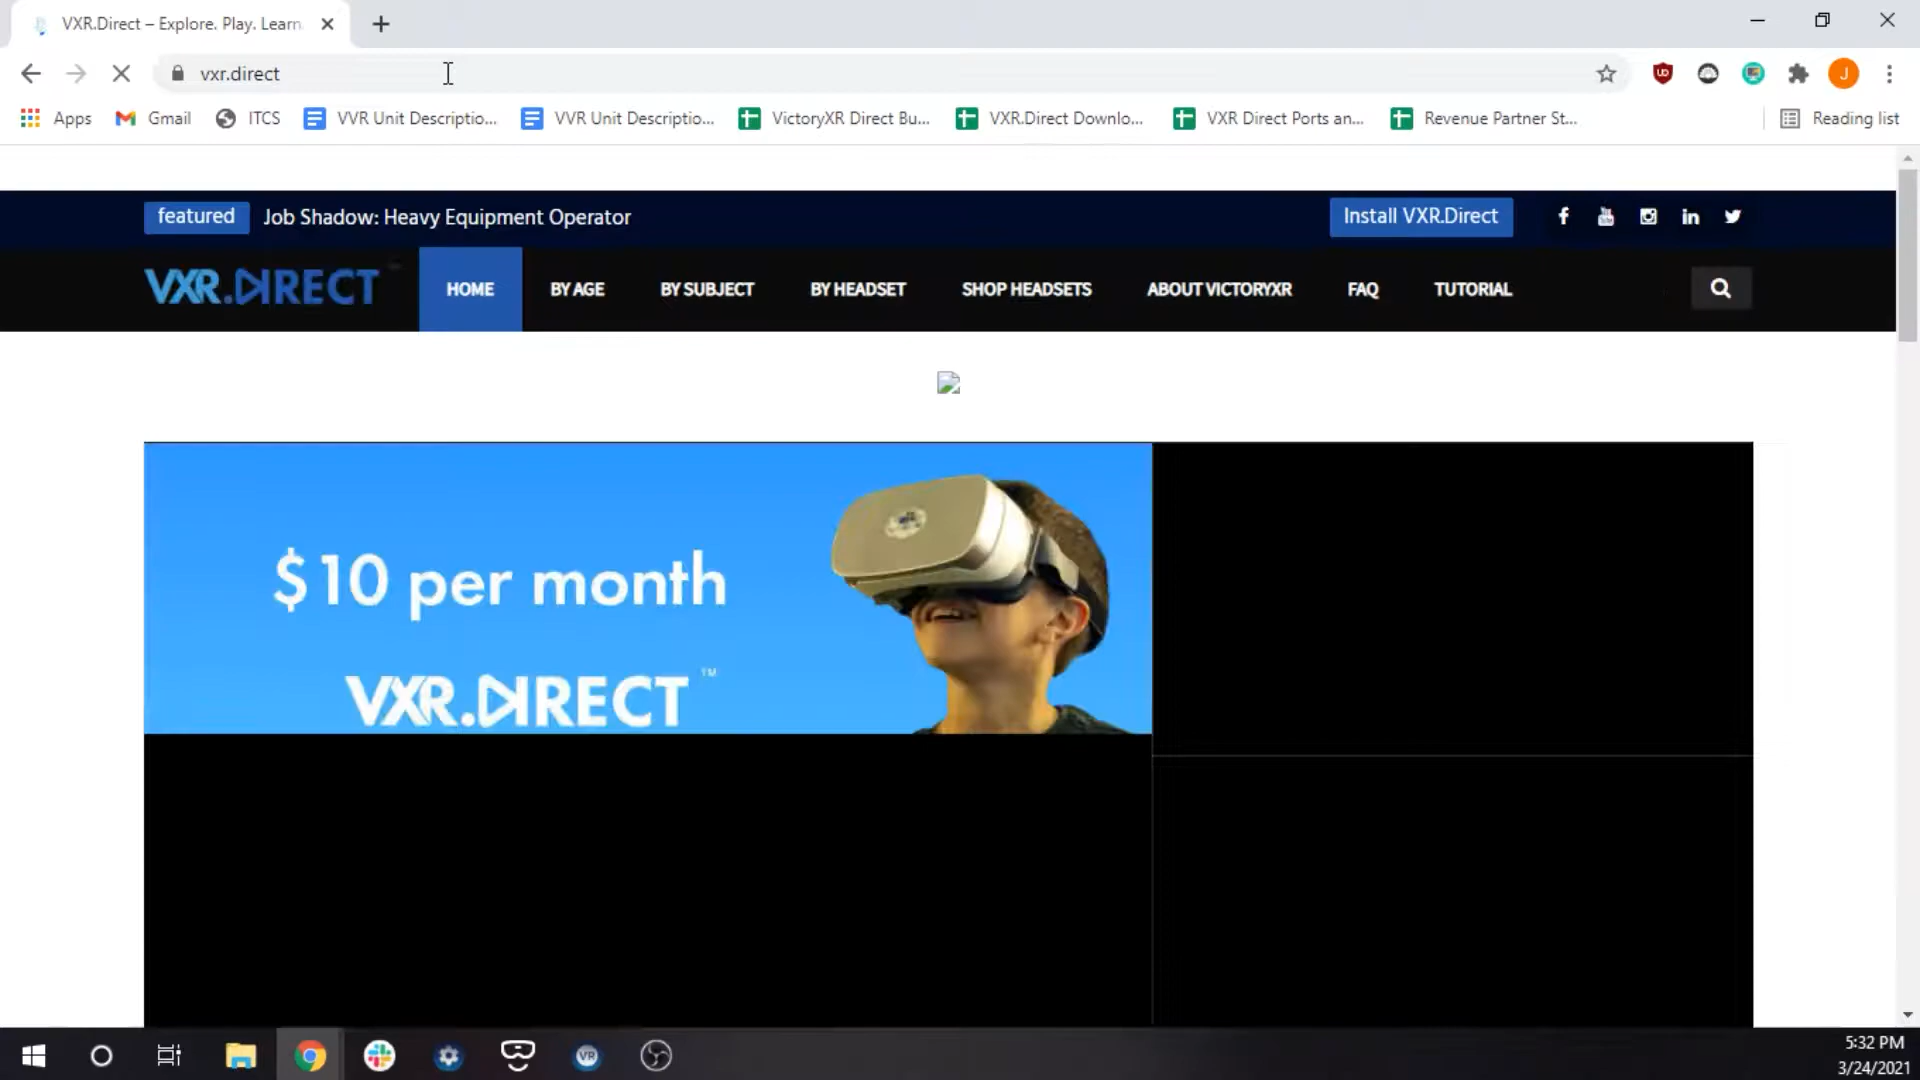 VXR.Direct – Explore. Play. Learn
vxr.direct
Apps Gmail ITCS VVR Unit Descriptio... VVR Unit Descriptio... VictoryXR Direct Bu... VXR.Direct Downlo... VXR Direct Ports an... Revenue Partner St... Reading list
featured Job Shadow: Heavy Equipment Operator Install VXR.Direct
VXR.DIRECT HOME BY AGE BY SUBJECT BY HEADSET SHOP HEADSETS ABOUT VICTORYXR FAQ TUTORIAL
$10 per month
VXR.DIRECT ™
5:32 PM
3/24/2021